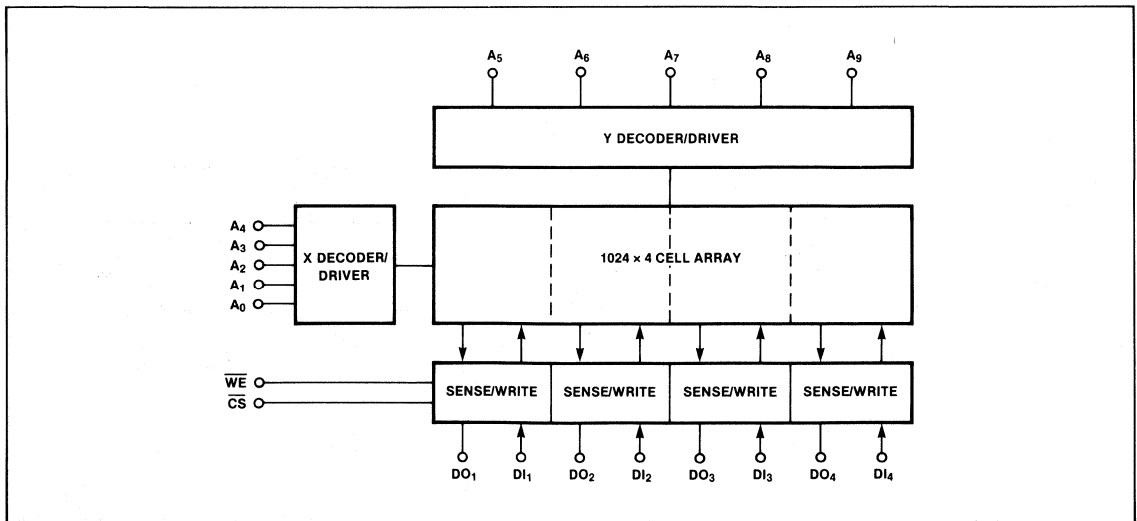 A5 A6 A7 A8 A9
Y DECODER/DRIVER
A4
A3
A2
A1
A0
X DECODER/
DRIVER
1024 × 4 CELL ARRAY
WE
CS
SENSE/WRITE SENSE/WRITE SENSE/WRITE SENSE/WRITE
DO1 DI1 DO2 DI2 DO3 DI3 DO4 DI4